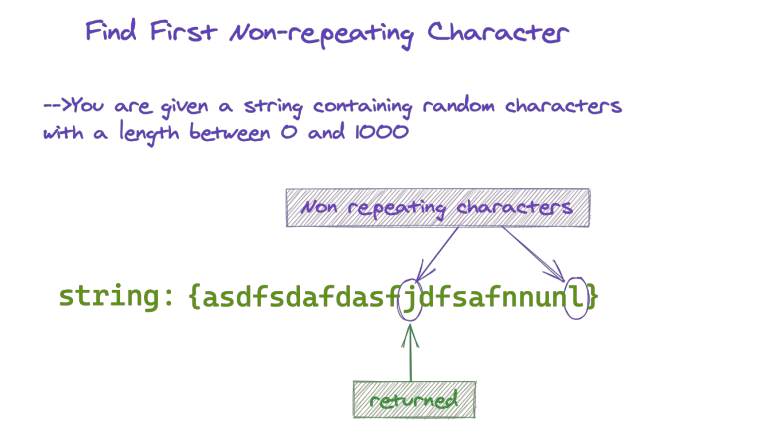 Find First Non-repeating Character
-->You are given a string containing random characters
with a length between 0 and 1000
Non repeating characters
string: {asdfsdafdasfjdfsafnnunl}
returned